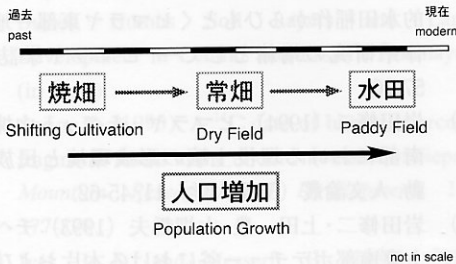 過去 現在
past modern
焼畑 常畑 水田
Shifting Cultivation Dry Field Paddy Field
人口増加
Population Growth
not in scale